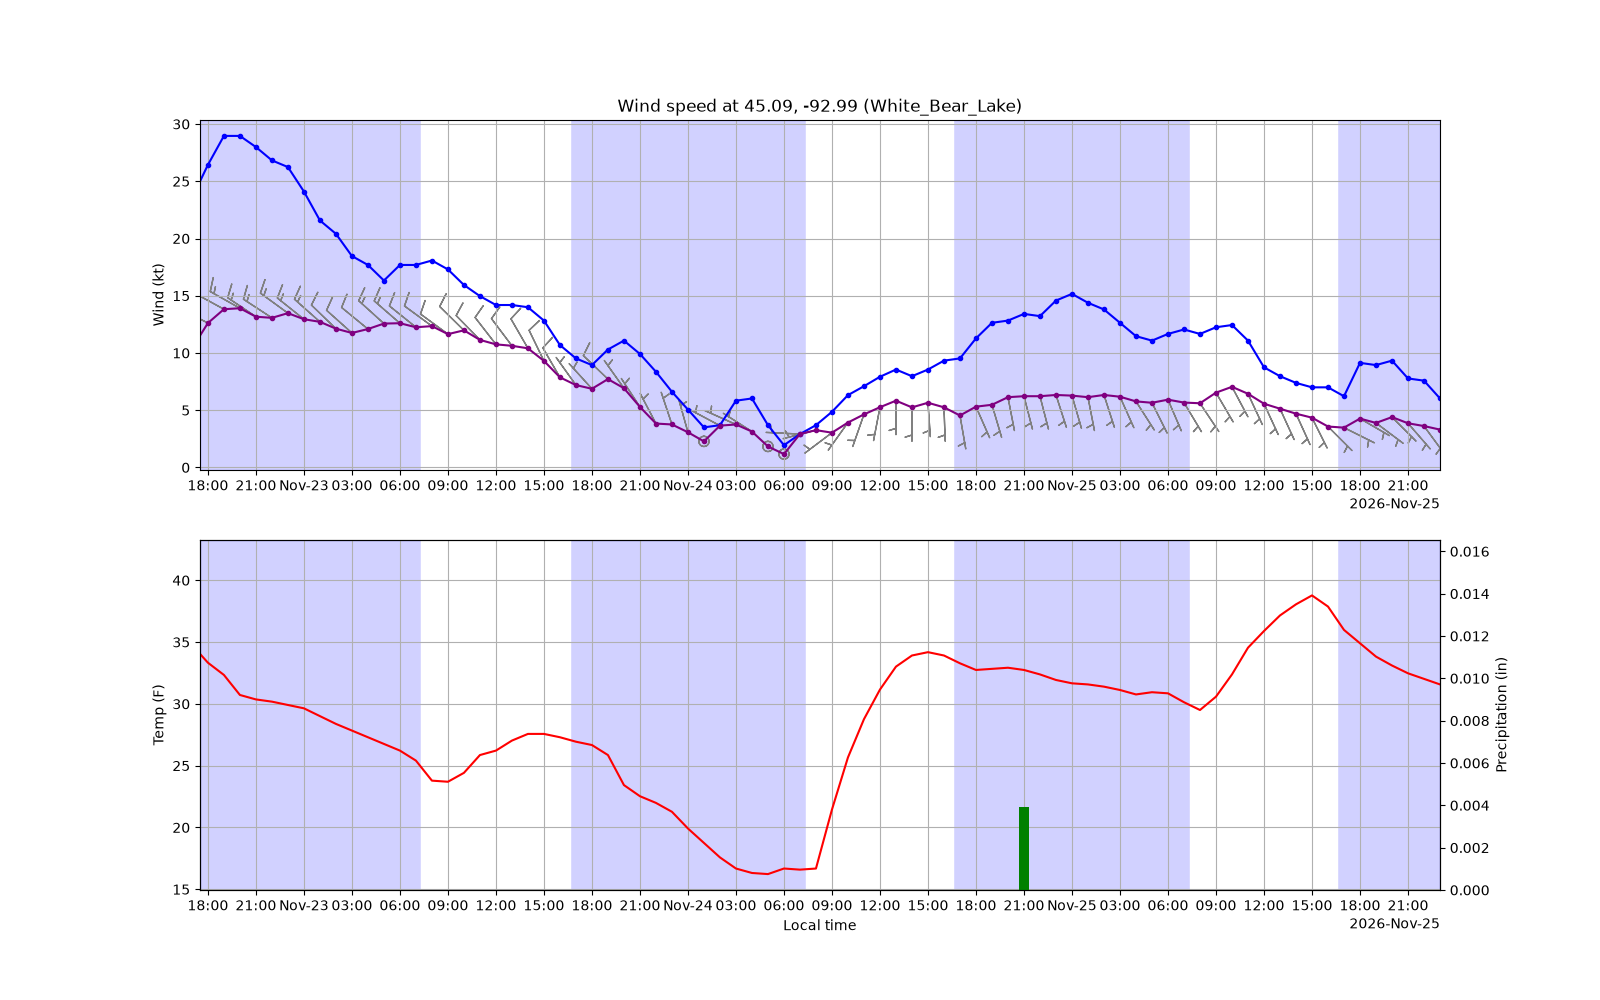 Wind speed at 45.09, -92.99 (White_Bear_Lake)
30
25
20
15
10
5
0
Wind (kt)
18:00 21:00 Nov-23 03:00 06:00 09:00 12:00 15:00 18:00 21:00 Nov-24 03:00 06:00 09:00 12:00 15:00 18:00 21:00 Nov-25 03:00 06:00 09:00 12:00 15:00 18:00 21:00
2026-Nov-25
40
35
30
25
20
15
Temp (F)
0.016
0.014
0.012
0.010
0.008
0.006
0.004
0.002
0.000
Precipitation (in)
18:00 21:00 Nov-23 03:00 06:00 09:00 12:00 15:00 18:00 21:00 Nov-24 03:00 06:00 09:00 12:00 15:00 18:00 21:00 Nov-25 03:00 06:00 09:00 12:00 15:00 18:00 21:00
2026-Nov-25
Local time